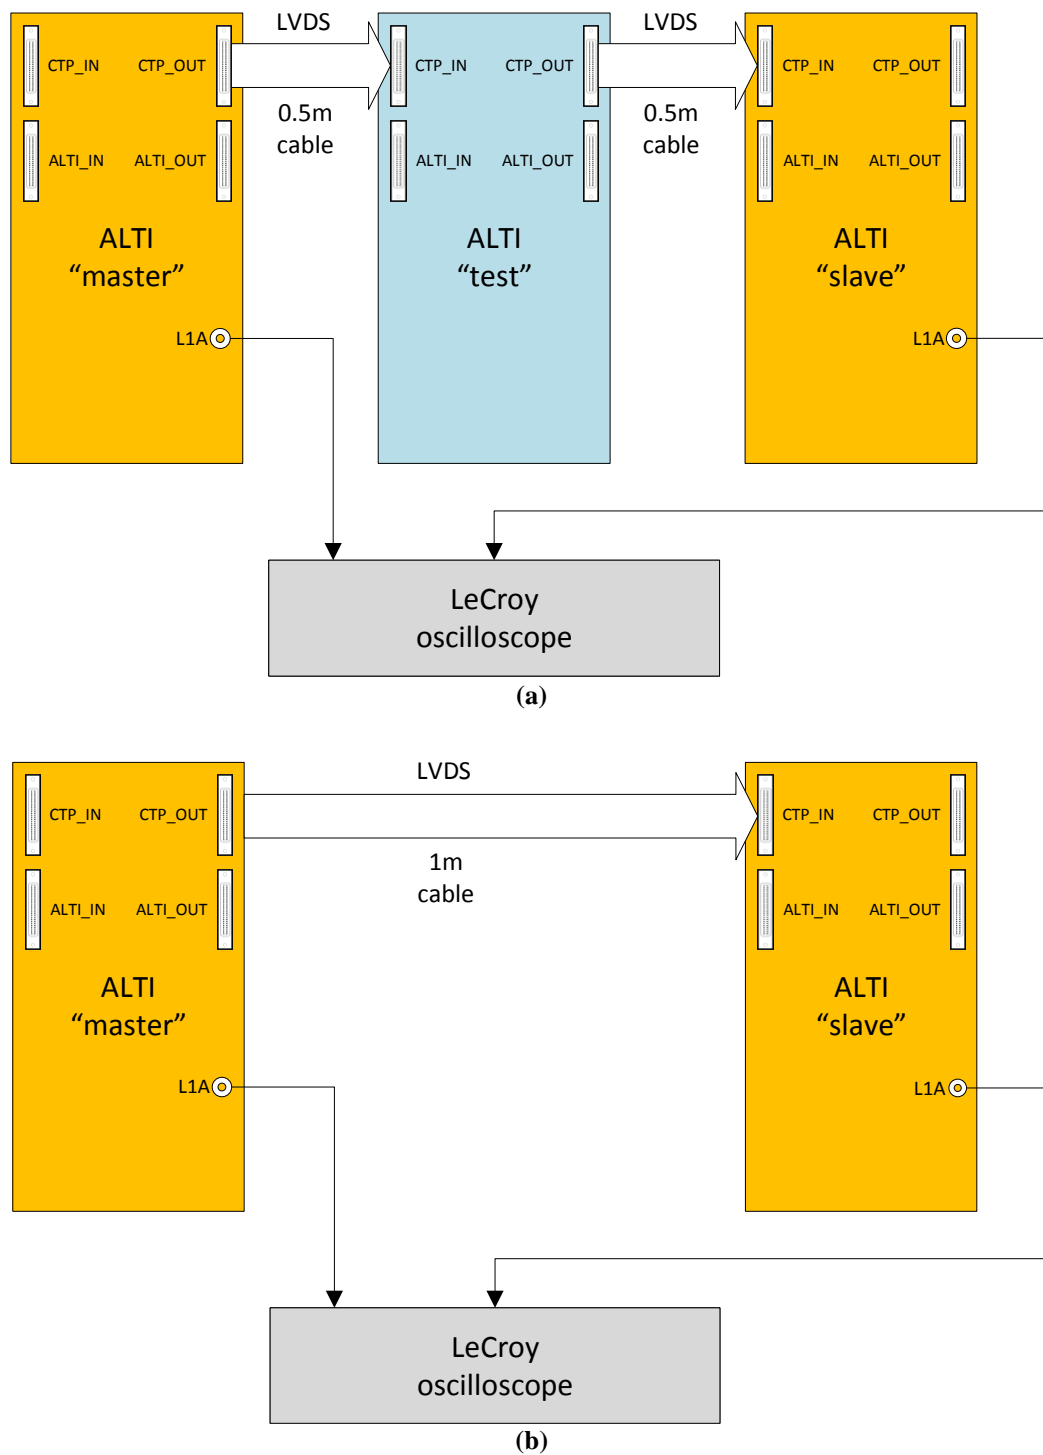 LVDS
LVDS
CTP_IN
CTP_OUT
CTP_IN
CTP_OUT
CTP_IN
CTP_OUT
0.5m
cable
0.5m
cable
ALTI_IN
ALTI_OUT
ALTI_IN
ALTI_OUT
ALTI_IN
ALTI_OUT
ALTI
“master”
ALTI
“test”
ALTI
“slave”
L1A
L1A
LeCroy
oscilloscope
(a)
LVDS
CTP_IN
CTP_OUT
CTP_IN
CTP_OUT
1m
cable
ALTI_IN
ALTI_OUT
ALTI_IN
ALTI_OUT
ALTI
“master”
ALTI
“slave”
L1A
L1A
LeCroy
oscilloscope
(b)